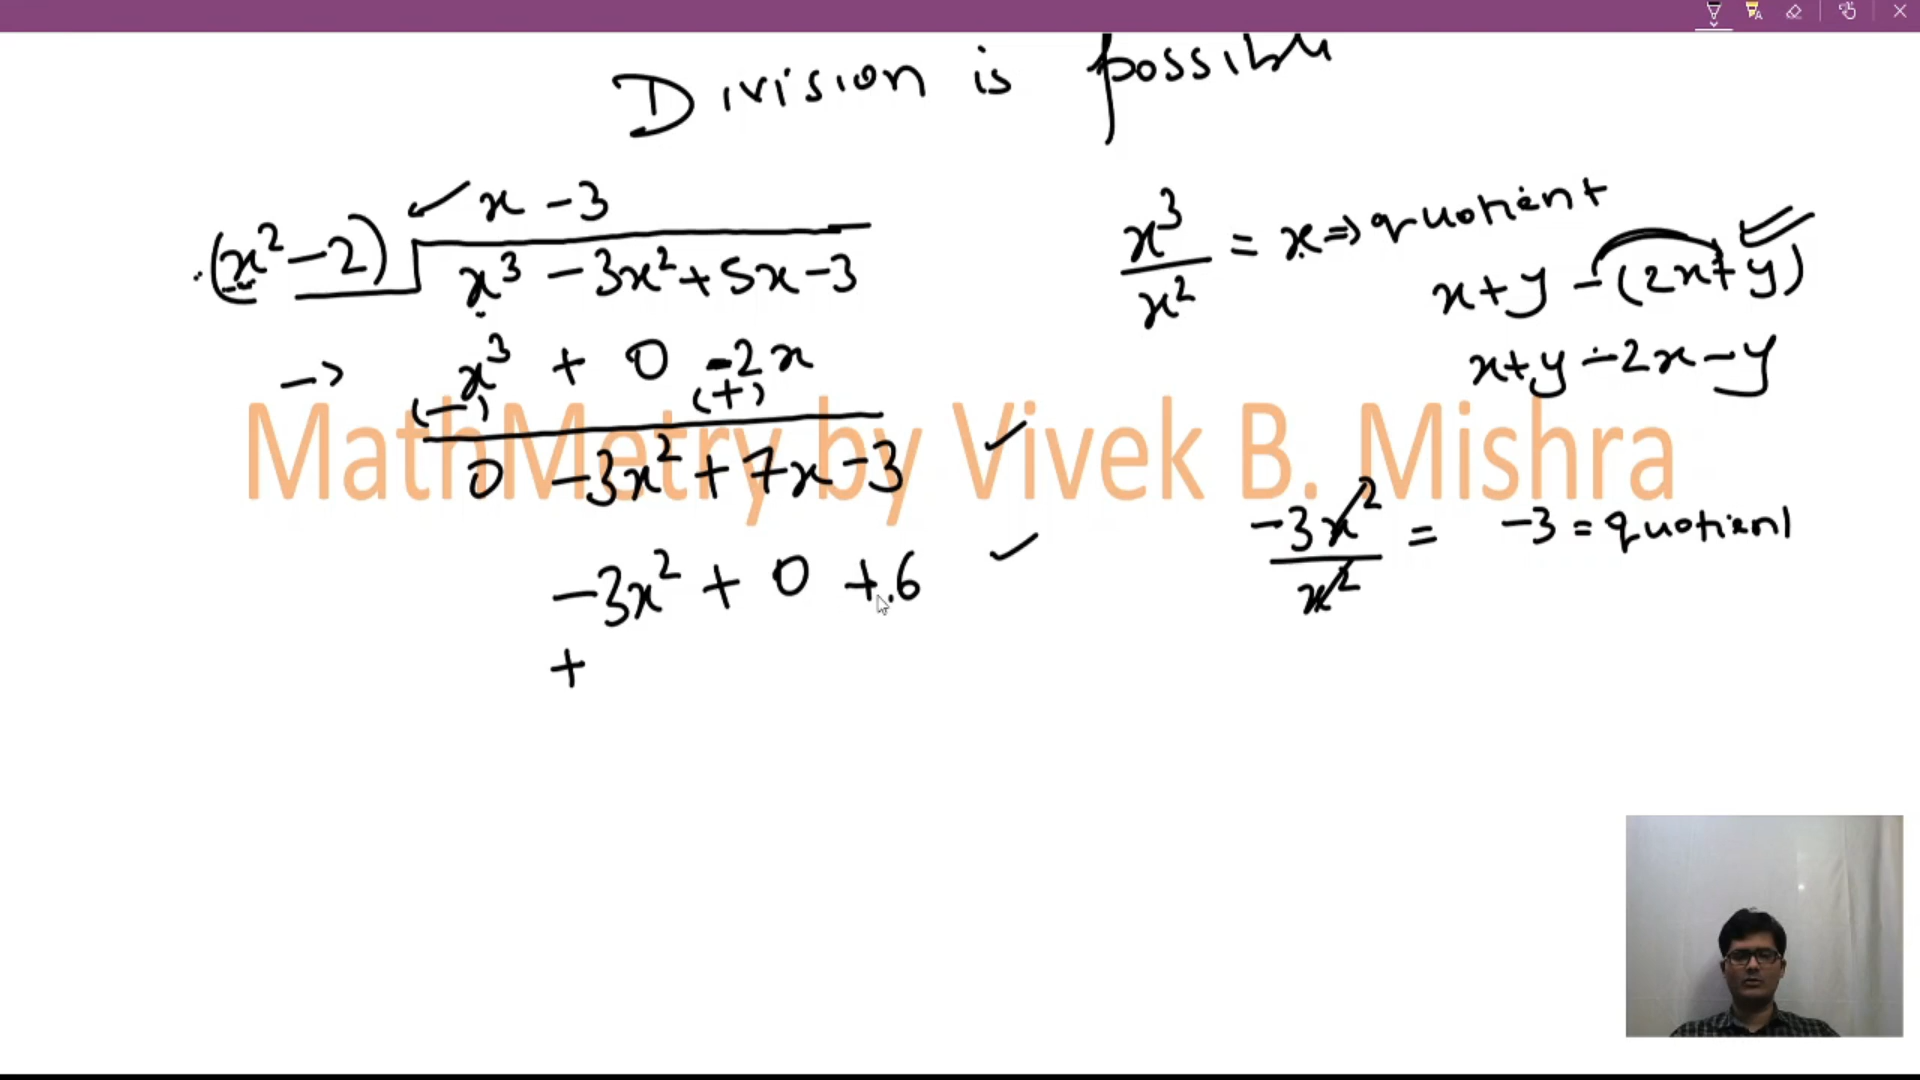 Division is possible
x - 3
(x² - 2) x³ - 3x² + 5x - 3
→ x³ + 0 - 2x
(-) (+)
0 - 3x² + 7x - 3 ✓
- 3x² + 0 + 6 ✓
+
x³/x² = x ⇒ quotient
x + y - (2x + y)
x + y - 2x - y
-3x²/x² = -3 = quotient
MathMetry by Vivek B. Mishra